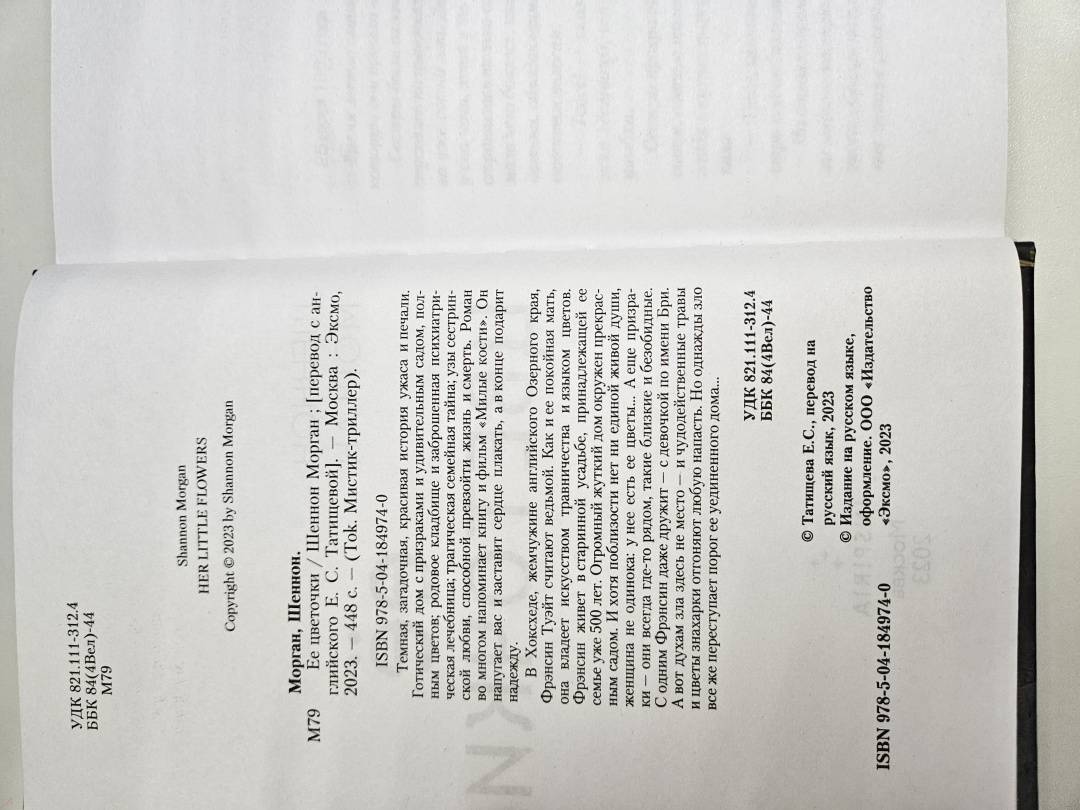 УДК 821.111-312.4
ББК 84(4Вел)-44
М79
Shannon Morgan
HER LITTLE FLOWERS
Copyright © 2023 by Shannon Morgan
Морган, Шеннон.
М79 Ее цветочки / Шеннон Морган ; [перевод с ан-
глийского Е. С. Татищевой]. — Москва : Эксмо,
2023. — 448 с. — (Tok. Мистик-триллер).
ISBN 978-5-04-184974-0
Темная, загадочная, красивая история ужаса и печали.
Готический дом с призраками и удивительным садом, пол-
ным цветов; родовое кладбище и заброшенная психиатри-
ческая лечебница; трагическая семейная тайна; узы сестрин-
ской любви, способной превзойти жизнь и смерть. Роман
во многом напоминает книгу и фильм «Милые кости». Он
напугает вас и заставит сердце плакать, а в конце подарит
надежду.
В Хоксхеде, жемчужине английского Озерного края,
Фрэнсин Туэйт считают ведьмой. Как и ее покойная мать,
она владеет искусством травничества и языком цветов.
Фрэнсин живет в старинной усадьбе, принадлежащей ее
семье уже 500 лет. Огромный жуткий дом окружен прекрас-
ным садом. И хотя поблизости нет ни единой живой души,
женщина не одинока: у нее есть ее цветы... А еще призра-
ки — они всегда где-то рядом, такие близкие и безобидные.
С одним Фрэнсин даже дружит — с девочкой по имени Бри.
А вот духам зла здесь не место — и чудодейственные травы
и цветы знахарки отгоняют любую напасть. Но однажды зло
все же переступает порог ее уединенного дома...
УДК 821.111-312.4
ББК 84(4Вел)-44
© Татищева Е.С., перевод на
русский язык, 2023
© Издание на русском языке,
оформление. ООО «Издательство
ISBN 978-5-04-184974-0 «Эксмо», 2023